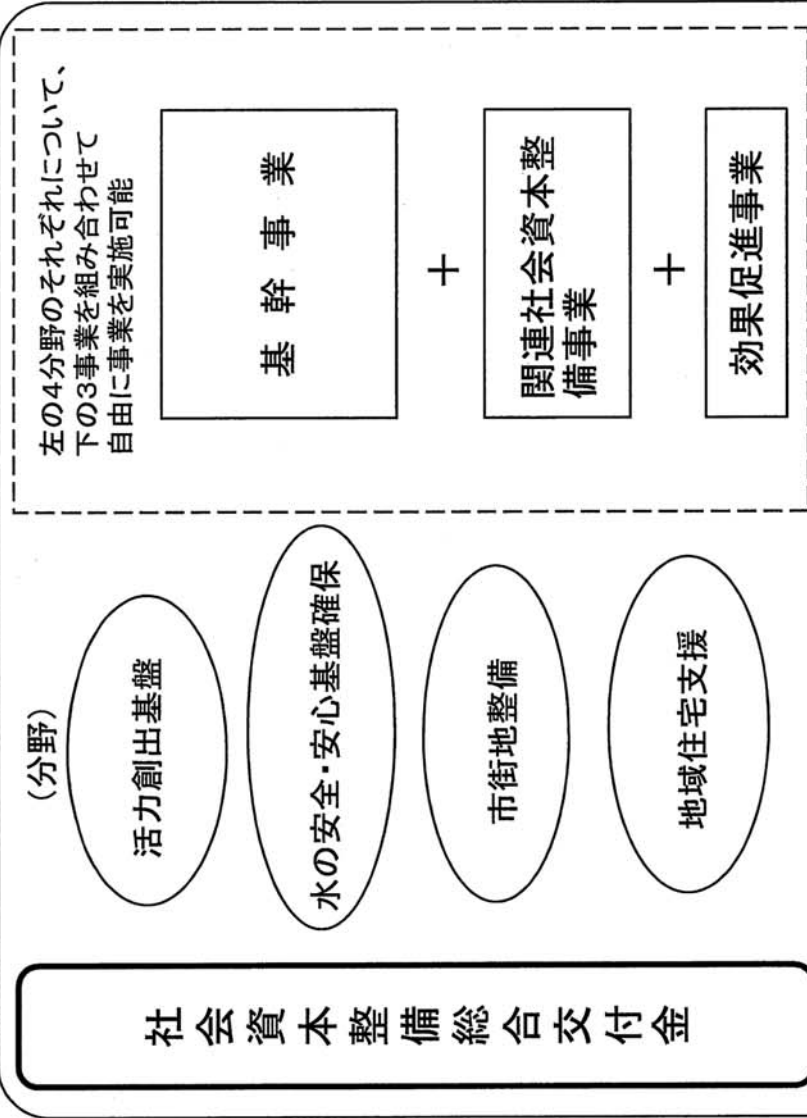 社会資本整備総合交付金
（分野）
活力創出基盤
水の安全・安心基盤確保
市街地整備
地域住宅支援
左の4分野のそれぞれについて、
下の3事業を組み合わせて
自由に事業を実施可能
基幹事業
＋
関連社会資本整
備事業
＋
効果促進事業